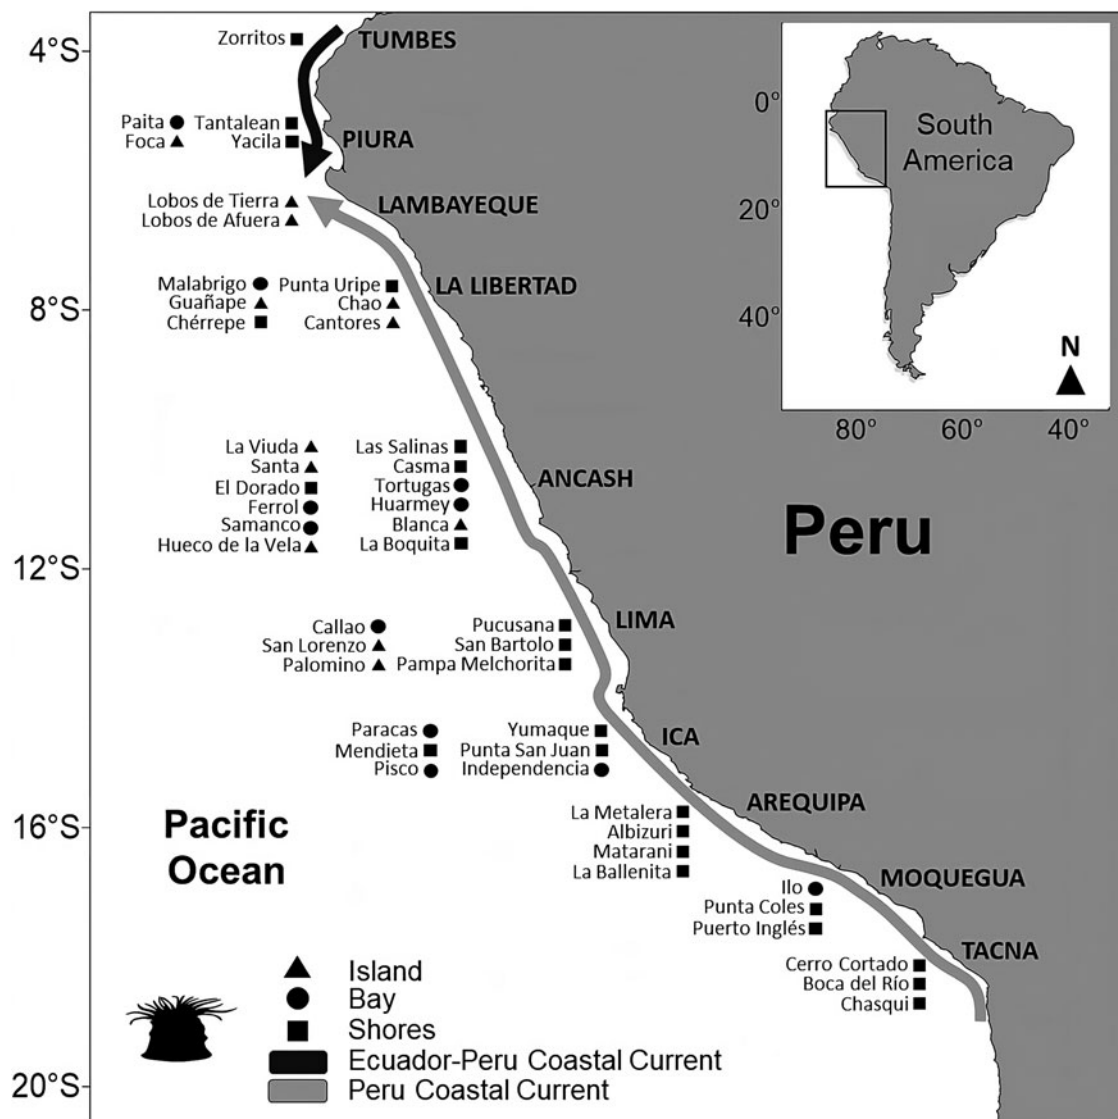 4°S
Zorritos
TUMBES
Paita
Tantalean
Foca
Yacila
PIURA
Lobos de Tierra
Lobos de Afuera
LAMBAYEQUE
Malabrigo
Punta Uripe
LA LIBERTAD
Guañape
Chao
8°S
Chérrepe
Cantores
La Viuda
Las Salinas
Santa
Casma
El Dorado
Tortugas
ANCASH
Ferrol
Huarmey
Samanco
Blanca
Hueco de la Vela
La Boquita
12°S
Callao
Pucusana
LIMA
San Lorenzo
San Bartolo
Palomino
Pampa Melchorita
Paracas
Yumaque
ICA
Mendieta
Punta San Juan
Pisco
Independencia
La Metalera
AREQUIPA
Albizuri
16°S
Matarani
La Ballenita
MOQUEGUA
Ilo
Punta Coles
Puerto Inglés
TACNA
Cerro Cortado
Boca del Río
Chasqui
20°S
Pacific
Ocean
Peru
South
America
0°
20°
40°
N
80°
60°
40°
Island
Bay
Shores
Ecuador-Peru Coastal Current
Peru Coastal Current